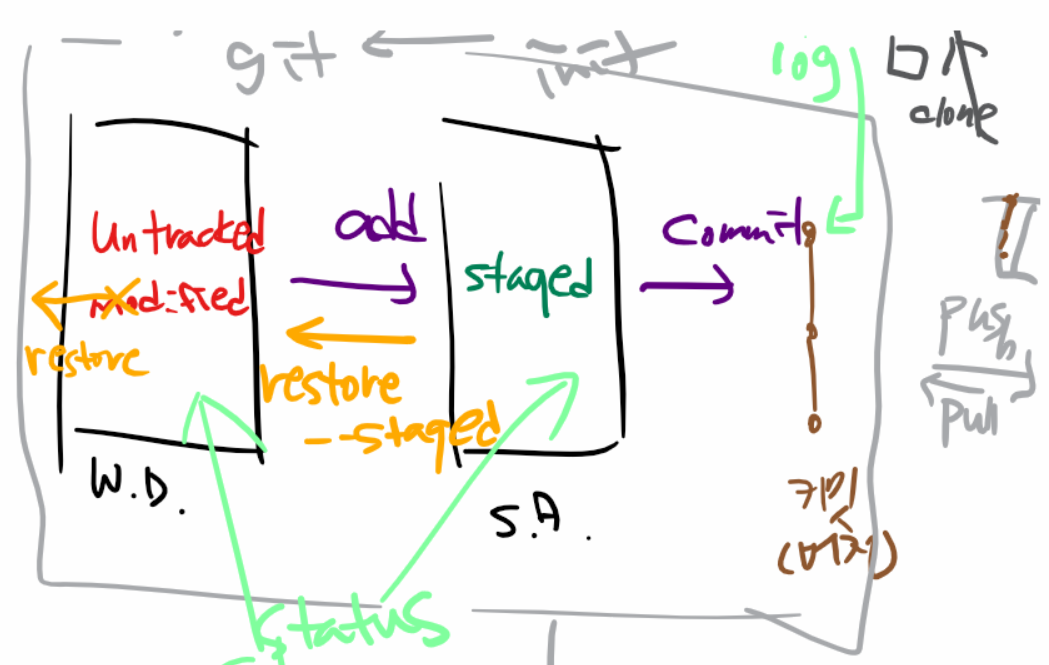 git init
log
clone
Untracked
Modified
add
staged
Commit
restore
restore
--staged
Push
Pull
W.D.
S.A.
커밋
(버전)
status